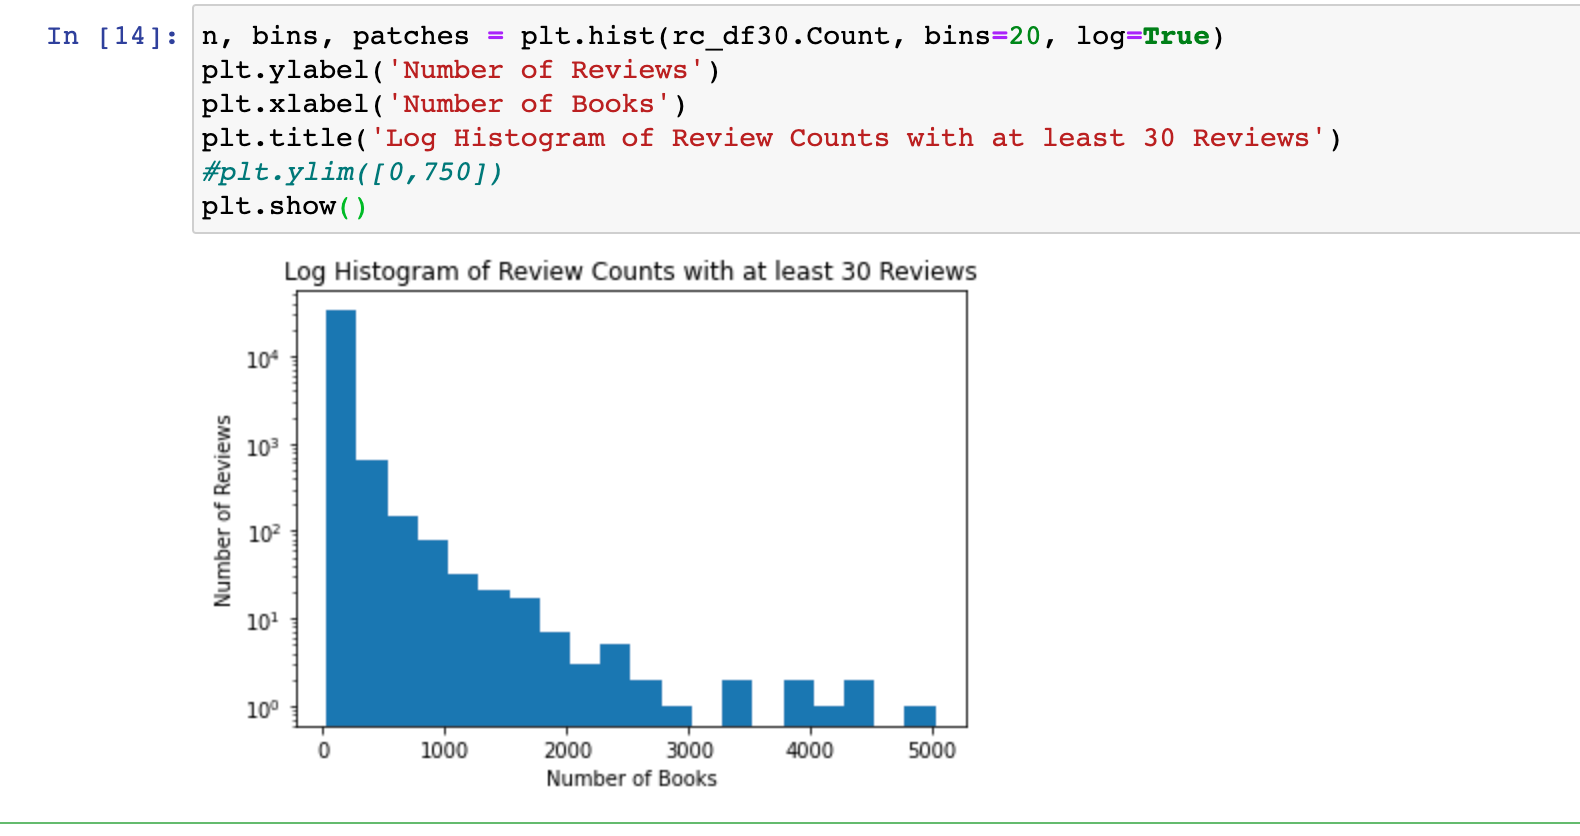 In [14]: n, bins, patches = plt.hist(rc_df30.Count, bins=20, log=True)
plt.ylabel('Number of Reviews')
plt.xlabel('Number of Books')
plt.title('Log Histogram of Review Counts with at least 30 Reviews')
#plt.ylim([0,750])
plt.show()
Log Histogram of Review Counts with at least 30 Reviews
10⁴
10³
10²
10¹
10⁰
Number of Reviews
0 1000 2000 3000 4000 5000
Number of Books